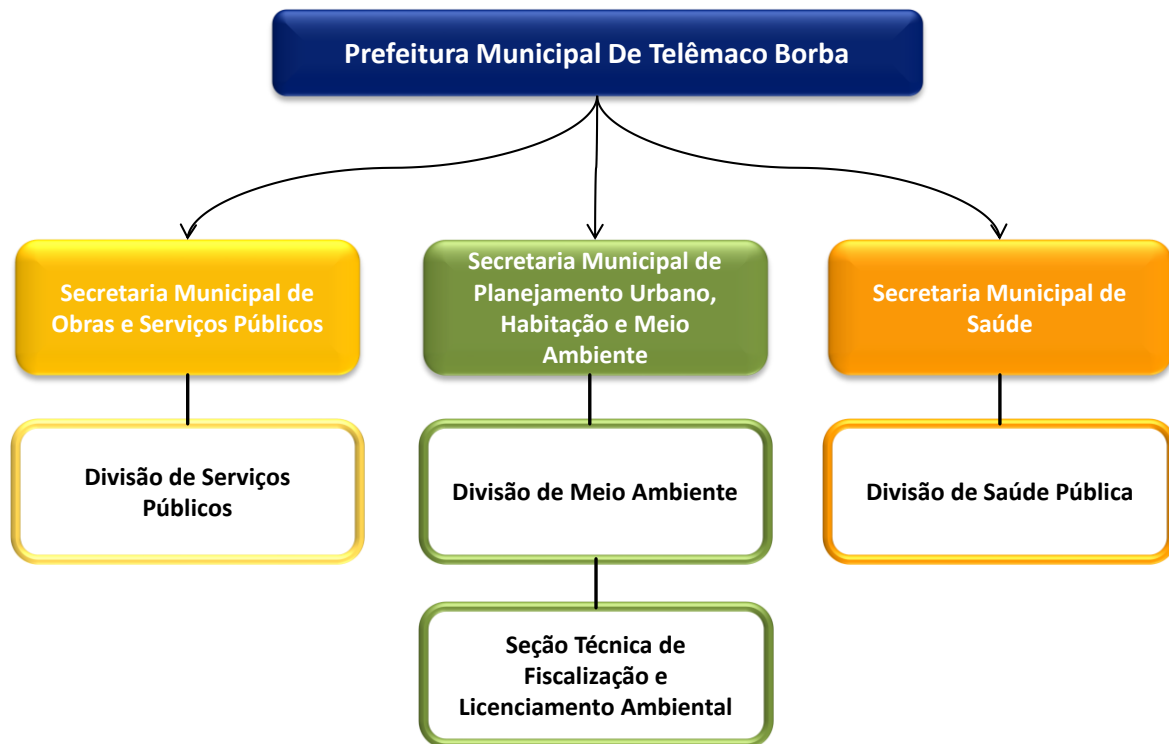 Prefeitura Municipal De Telêmaco Borba
Secretaria Municipal de
Obras e Serviços Públicos
Secretaria Municipal de
Planejamento Urbano,
Habitação e Meio
Ambiente
Secretaria Municipal de
Saúde
Divisão de Serviços
Públicos
Divisão de Meio Ambiente
Divisão de Saúde Pública
Seção Técnica de
Fiscalização e
Licenciamento Ambiental